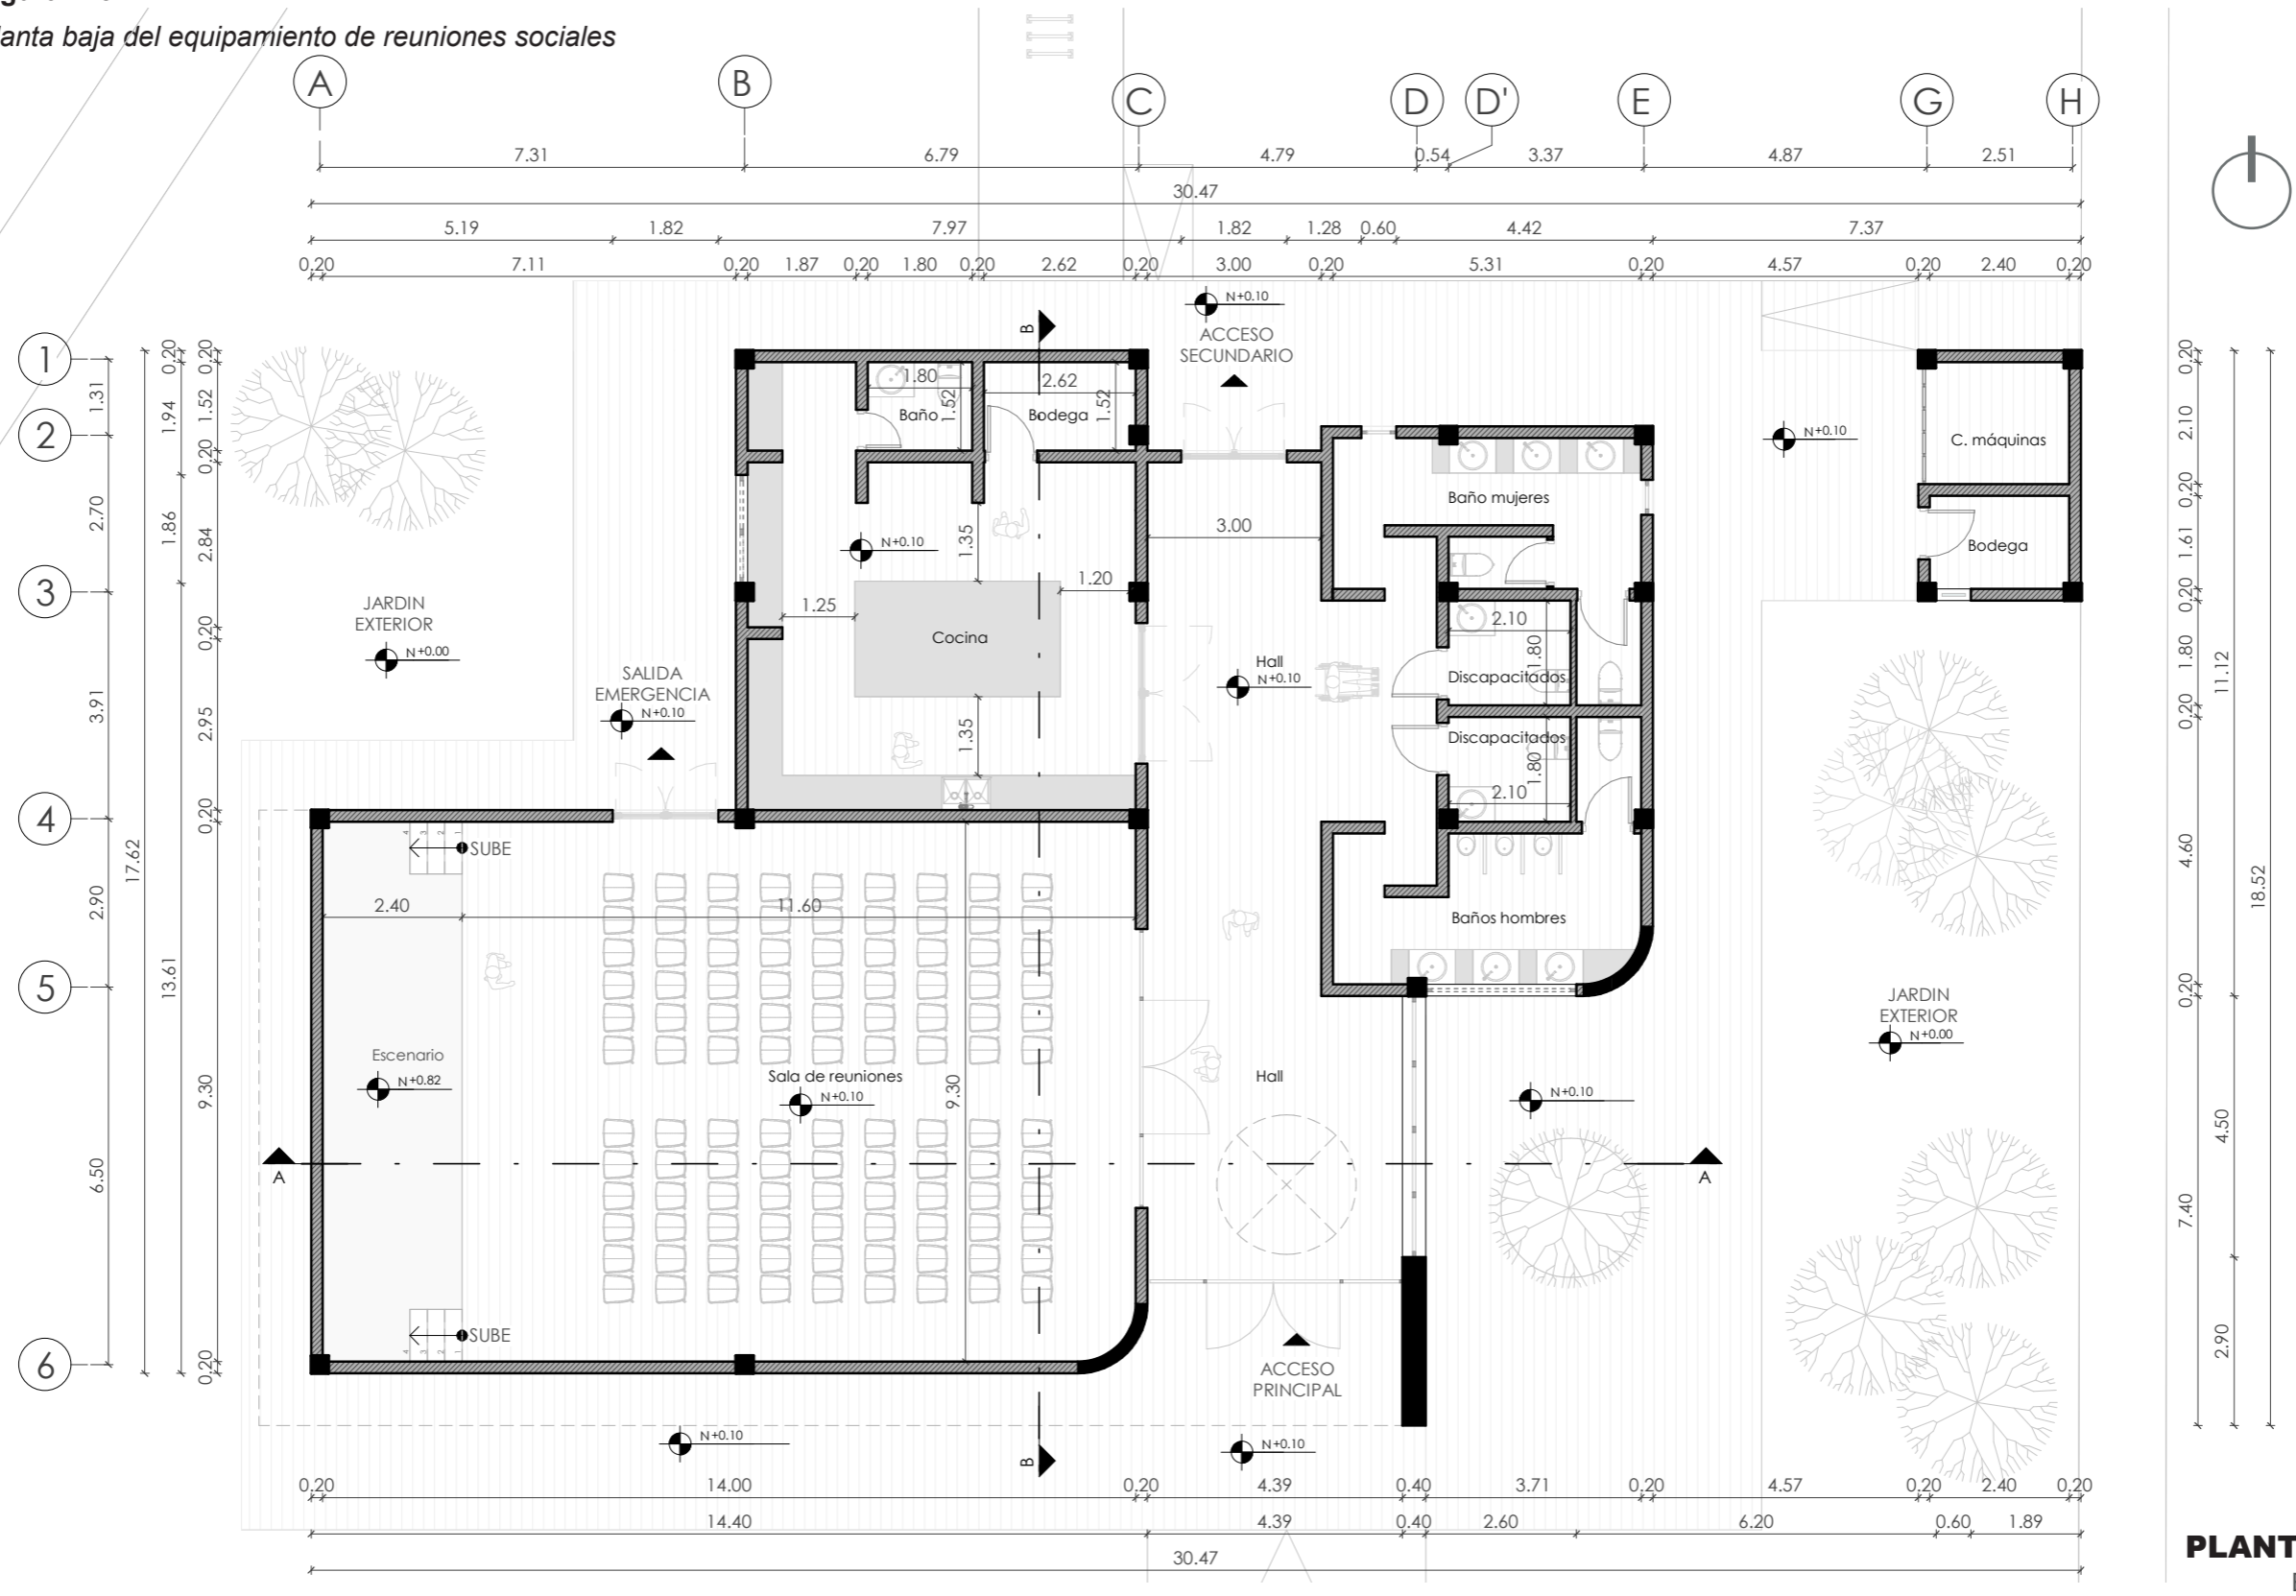 lanta baja del equipamiento de reuniones sociales
A B C D D' E G H
7.31 6.79 4.79 0.54 3.37 4.87 2.51
30.47
5.19 1.82 7.97 1.82 1.28 0.60 4.42 7.37
0.20 7.11 0.20 1.87 0.20 1.80 0.20 2.62 0.20 3.00 0.20 5.31 0.20 4.57 0.20 2.40 0.20
1
2
3
4
5
6
1.31
2.70
3.91
2.90
6.50
17.62
0.20
1.94
1.86
13.61
0.20
1.52
0.20
2.84
0.20
2.95
0.20
9.30
0.20
JARDIN
EXTERIOR
N+0.00
SALIDA
EMERGENCIA
N+0.10
B
1.80
Baño
1.52
2.62
Bodega
1.52
N+0.10
1.35
1.20
1.25
Cocina
1.35
N+0.10
ACCESO
SECUNDARIO
3.00
Hall
N+0.10
Baño mujeres
2.10
1.80
Discapacitados
Discapacitados
1.80
2.10
Baños hombres
N+0.10
C. máquinas
Bodega
4 3 2 1
SUBE
2.40
11.60
Escenario
N+0.82
Sala de reuniones
N+0.10
9.30
4 3 2 1
SUBE
A
Hall
N+0.10
A
JARDIN
EXTERIOR
N+0.00
ACCESO
PRINCIPAL
N+0.10
B
N+0.10
0.20
2.10
0.20
1.61
0.20
1.80
0.20
4.60
0.20
7.40
11.12
4.50
2.90
18.52
0.20 14.00 0.20 4.39 0.40 3.71 0.20 4.57 0.20 2.40 0.20
14.40 4.39 0.40 2.60 6.20 0.60 1.89
30.47
PLANT